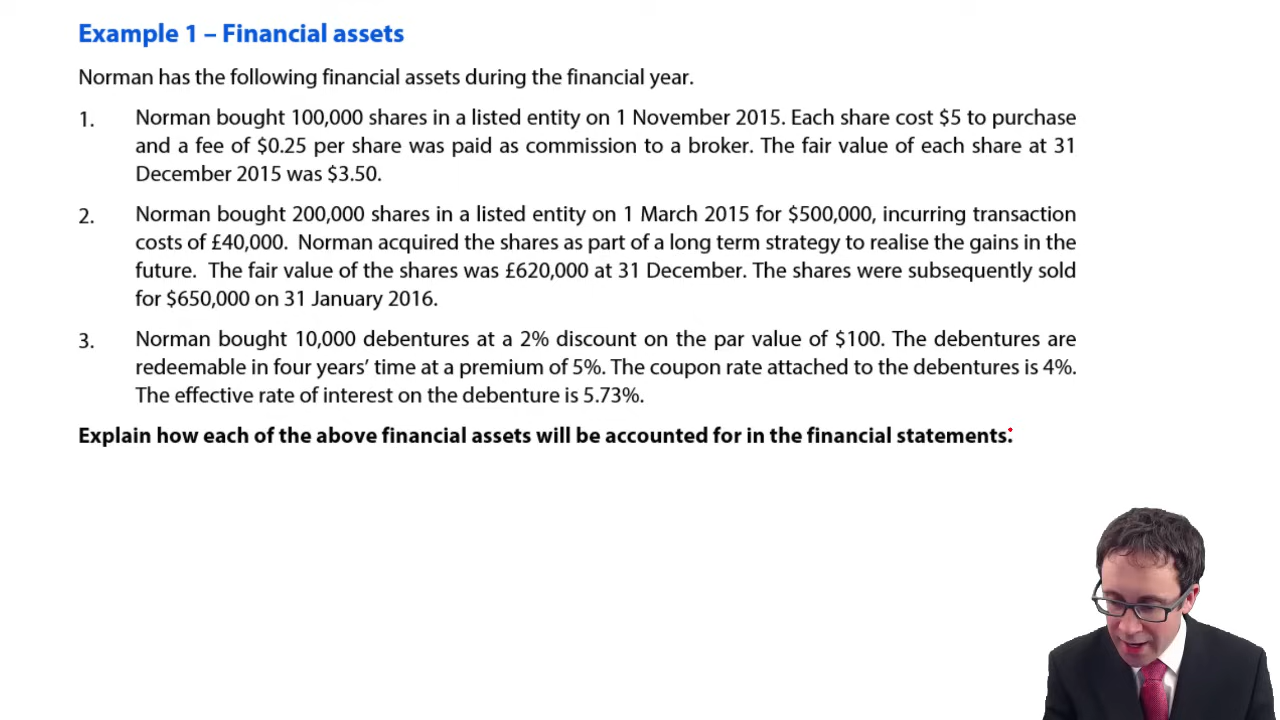 Example 1 – Financial assets
Norman has the following financial assets during the financial year.
1. Norman bought 100,000 shares in a listed entity on 1 November 2015. Each share cost $5 to purchase
and a fee of $0.25 per share was paid as commission to a broker. The fair value of each share at 31
December 2015 was $3.50.
2. Norman bought 200,000 shares in a listed entity on 1 March 2015 for $500,000, incurring transaction
costs of £40,000. Norman acquired the shares as part of a long term strategy to realise the gains in the
future. The fair value of the shares was £620,000 at 31 December. The shares were subsequently sold
for $650,000 on 31 January 2016.
3. Norman bought 10,000 debentures at a 2% discount on the par value of $100. The debentures are
redeemable in four years’ time at a premium of 5%. The coupon rate attached to the debentures is 4%.
The effective rate of interest on the debenture is 5.73%.
Explain how each of the above financial assets will be accounted for in the financial statements.